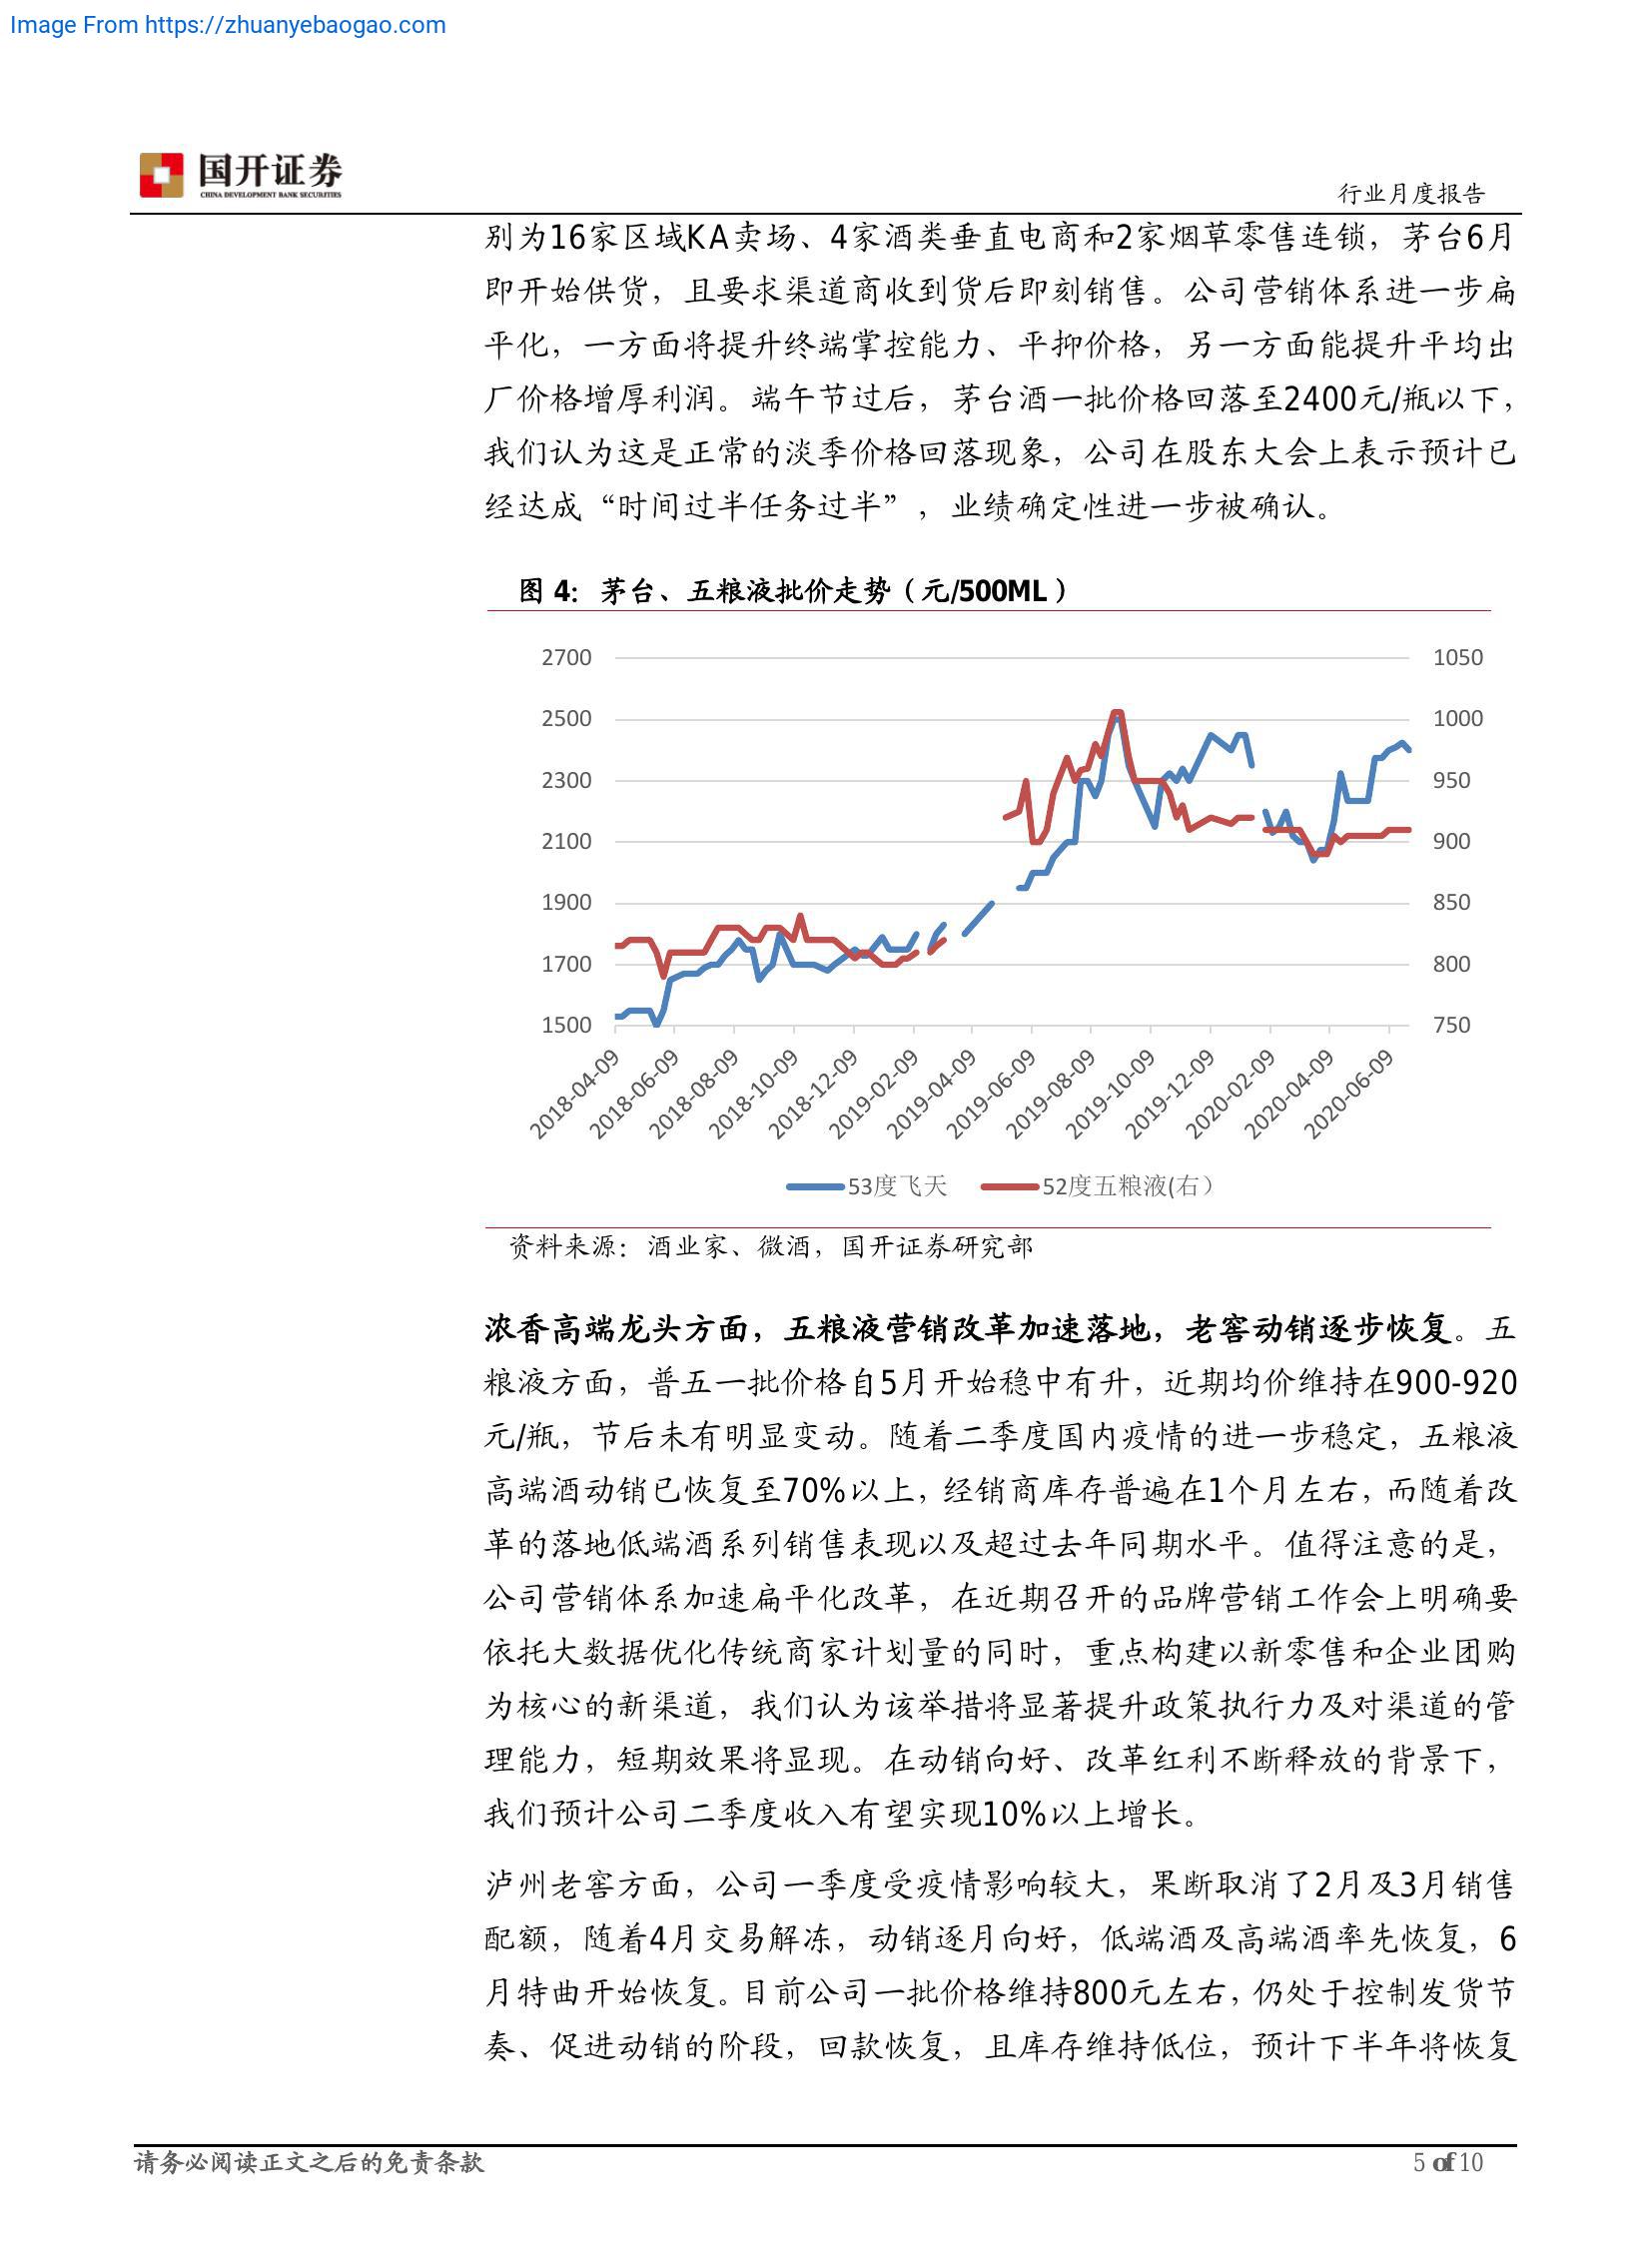 Image From https://zhuanyebaogao.com
国开证券
CHINA DEVELOPMENT BANK SECURITIES
行业月度报告
别为16家区域KA卖场、4家酒类垂直电商和2家烟草零售连锁，茅台6月
即开始供货，且要求渠道商收到货后即刻销售。公司营销体系进一步扁
平化，一方面将提升终端掌控能力、平抑价格，另一方面能提升平均出
厂价格增厚利润。端午节过后，茅台酒一批价格回落至2400元/瓶以下，
我们认为这是正常的淡季价格回落现象，公司在股东大会上表示预计已
经达成“时间过半任务过半”，业绩确定性进一步被确认。
图 4：茅台、五粮液批价走势（元/500ML）
2700 1050
2500 1000
2300 950
2100 900
1900 850
1700 800
1500 750
2018-04-09 2018-06-09 2018-08-09 2018-10-09 2018-12-09 2019-02-09 2019-04-09 2019-06-09 2019-08-09 2019-10-09 2019-12-09 2020-02-09 2020-04-09 2020-06-09
53度飞天 52度五粮液(右）
资料来源：酒业家、微酒，国开证券研究部
浓香高端龙头方面，五粮液营销改革加速落地，老窖动销逐步恢复。五
粮液方面，普五一批价格自5月开始稳中有升，近期均价维持在900-920
元/瓶，节后未有明显变动。随着二季度国内疫情的进一步稳定，五粮液
高端酒动销已恢复至70%以上，经销商库存普遍在1个月左右，而随着改
革的落地低端酒系列销售表现以及超过去年同期水平。值得注意的是，
公司营销体系加速扁平化改革，在近期召开的品牌营销工作会上明确要
依托大数据优化传统商家计划量的同时，重点构建以新零售和企业团购
为核心的新渠道，我们认为该举措将显著提升政策执行力及对渠道的管
理能力，短期效果将显现。在动销向好、改革红利不断释放的背景下，
我们预计公司二季度收入有望实现10%以上增长。
泸州老窖方面，公司一季度受疫情影响较大，果断取消了2月及3月销售
配额，随着4月交易解冻，动销逐月向好，低端酒及高端酒率先恢复，6
月特曲开始恢复。目前公司一批价格维持800元左右，仍处于控制发货节
奏、促进动销的阶段，回款恢复，且库存维持低位，预计下半年将恢复
请务必阅读正文之后的免责条款
5 of 10